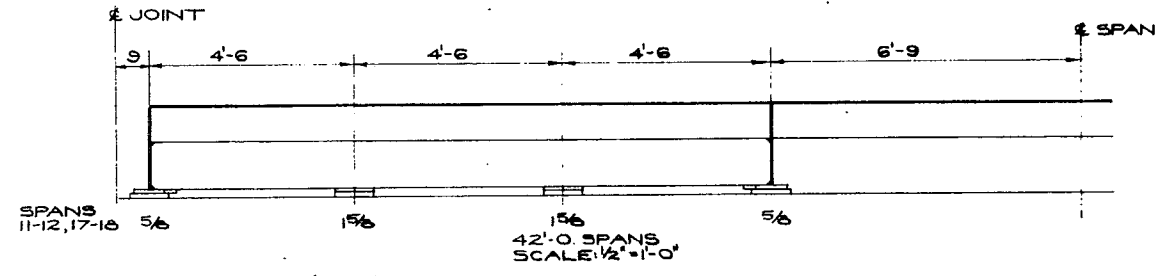 ℄ JOINT
℄ SPAN
9 4'-6 4'-6 4'-6 6'-9
SPANS
11-12, 17-18 5/8 15/8 15/8 5/8 1
42'-0. SPANS
SCALE: 1/2" = 1'-0"